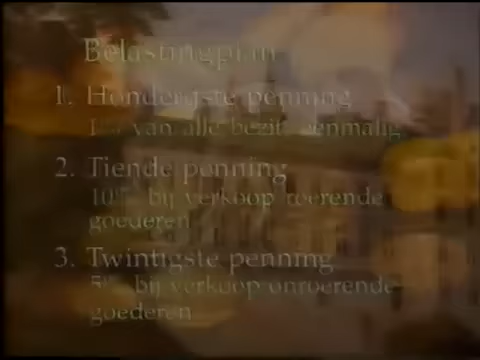 Belastingplan
1. Honderdste penning
1% van alle bezit, eenmalig
2. Tiende penning
10% bij verkoop roerende
goederen
3. Twintigste penning
5% bij verkoop onroerende
goederen